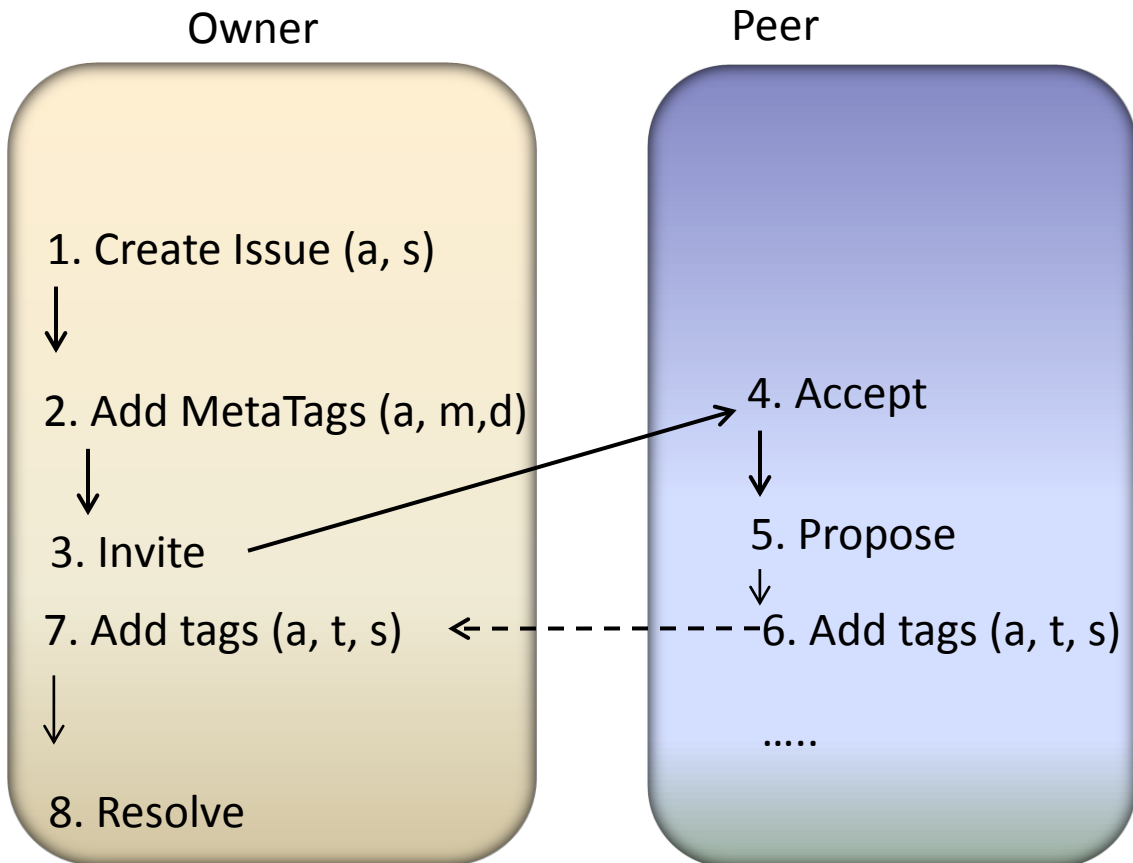 Owner
Peer
1. Create Issue (a, s)
2. Add MetaTags (a, m,d)
3. Invite
7. Add tags (a, t, s)
8. Resolve
4. Accept
5. Propose
6. Add tags (a, t, s)
…..